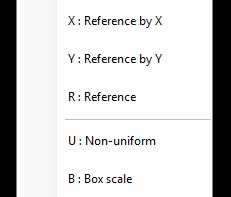 X : Reference by X
Y : Reference by Y
R : Reference
U : Non-uniform
B : Box scale